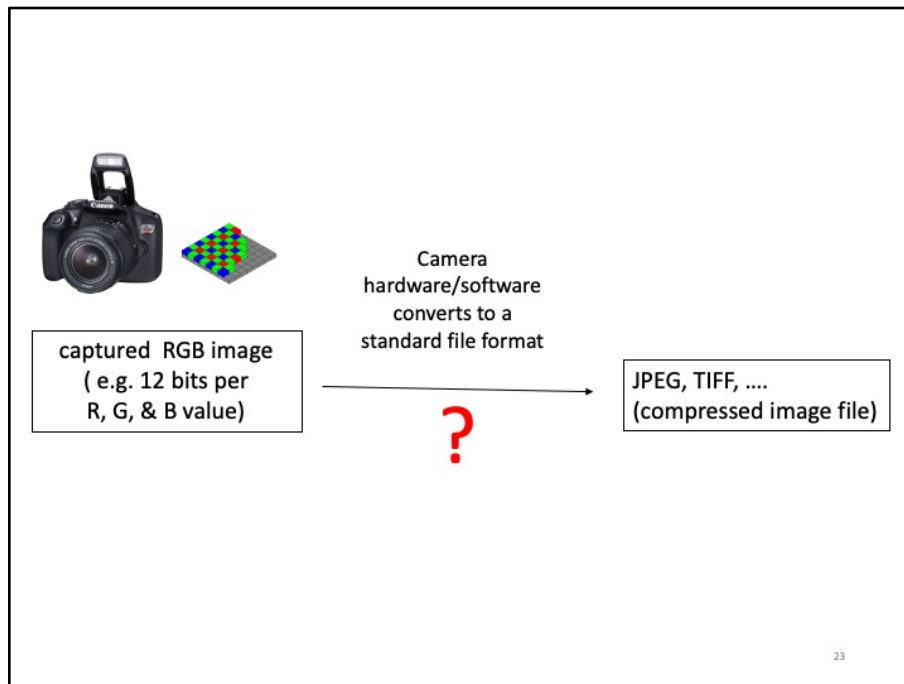 Canon
Camera
hardware/software
converts to a
standard file format
captured RGB image
( e.g. 12 bits per
R, G, & B value)
?
JPEG, TIFF, ....
(compressed image file)
23